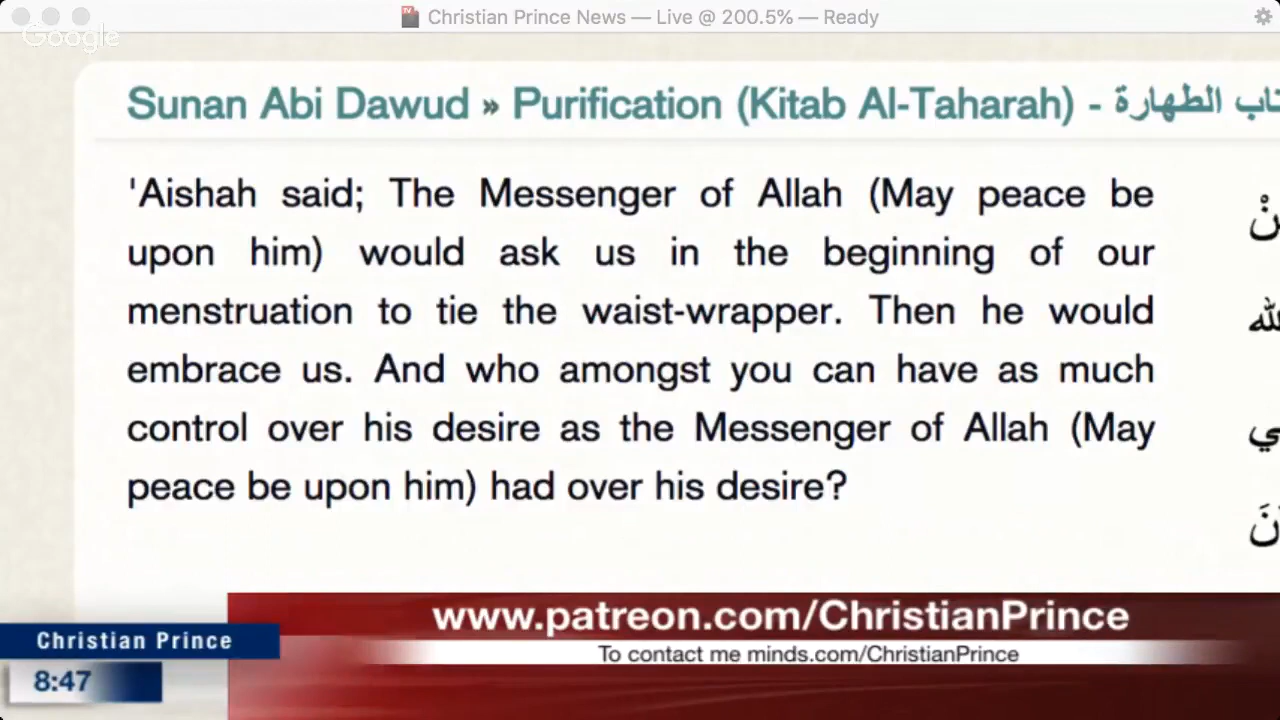 Christian Prince News — Live @ 200.5% — Ready
Google
Sunan Abi Dawud » Purification (Kitab Al-Taharah) - تاب الطهارة
'Aishah said; The Messenger of Allah (May peace be
upon him) would ask us in the beginning of our
menstruation to tie the waist-wrapper. Then he would
embrace us. And who amongst you can have as much
control over his desire as the Messenger of Allah (May
peace be upon him) had over his desire?
www.patreon.com/ChristianPrince
To contact me minds.com/ChristianPrince
Christian Prince
8:47